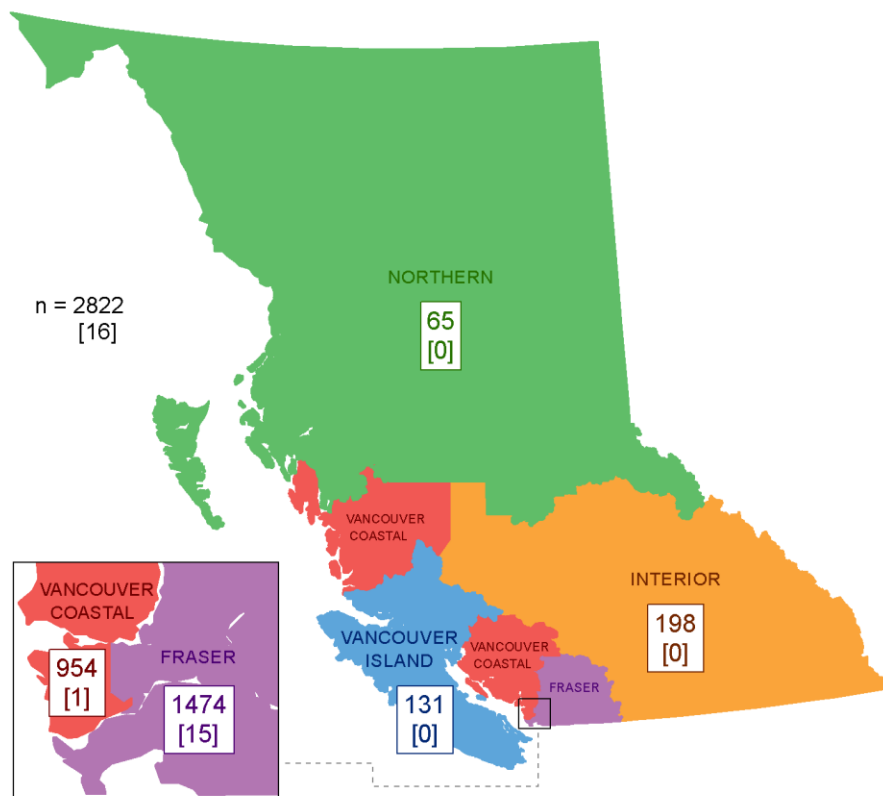 NORTHERN
65
[0]
n = 2822
[16]
VANCOUVER
COASTAL
INTERIOR
198
[0]
VANCOUVER
ISLAND
131
[0]
VANCOUVER
COASTAL
FRASER
VANCOUVER
COASTAL
954
[1]
FRASER
1474
[15]